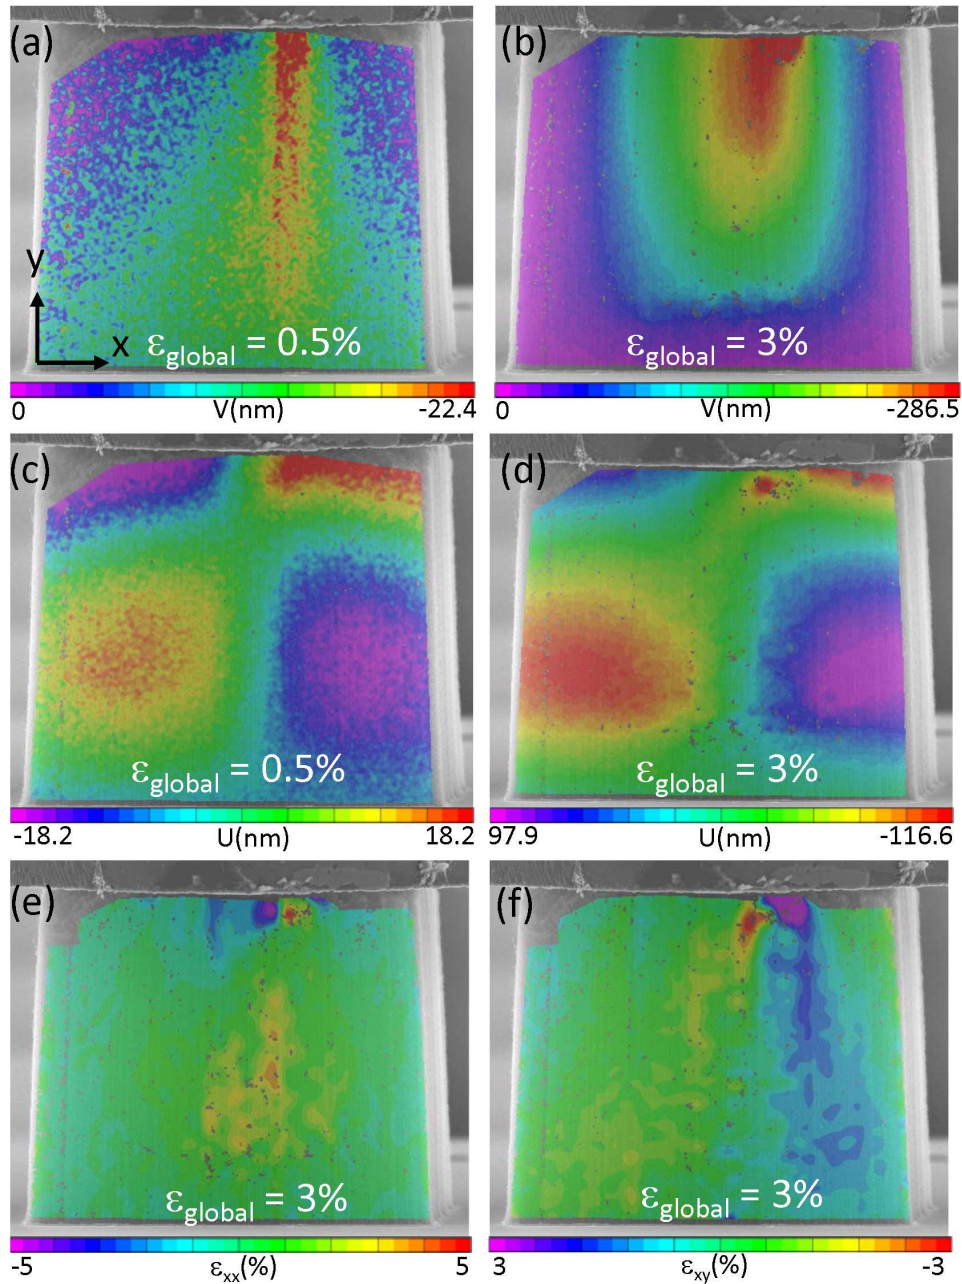 (a)
(b)
y
x
εglobal = 0.5%
εglobal = 3%
0 V(nm) -22.4
0 V(nm) -286.5
(c)
(d)
εglobal = 0.5%
εglobal = 3%
-18.2 U(nm) 18.2
97.9 U(nm) -116.6
(e)
(f)
εglobal = 3%
εglobal = 3%
-5 εxx(%) 5
3 εxy(%) -3